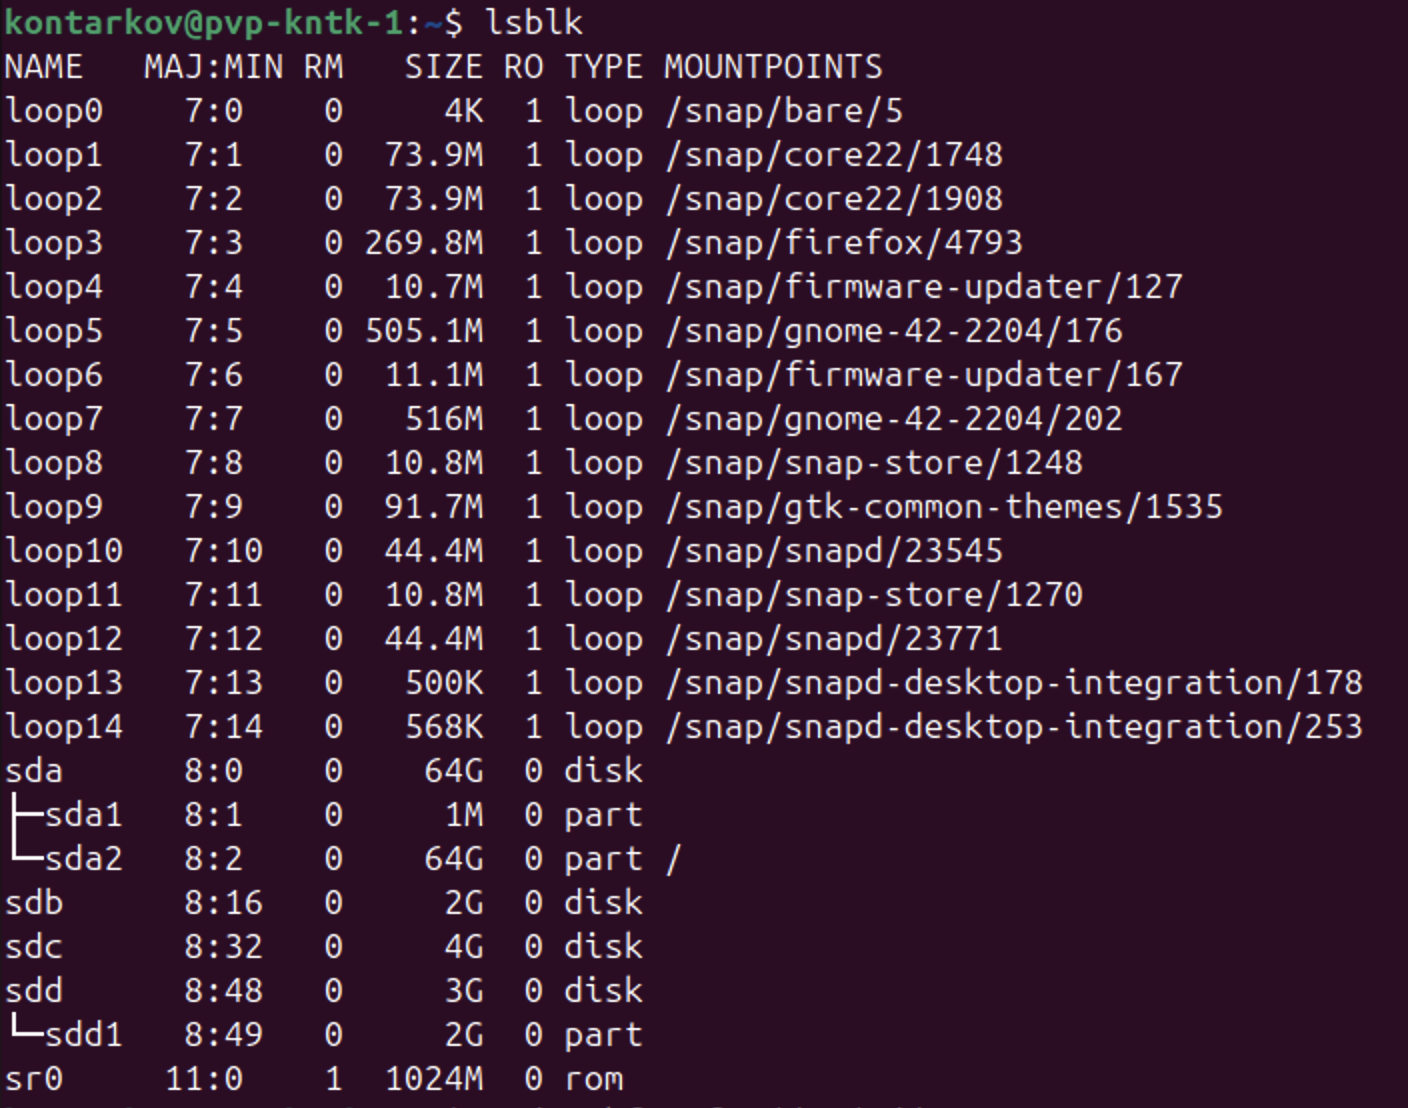 kontarkov@pvp-kntk-1:~$ lsblk
NAME   MAJ:MIN RM   SIZE RO TYPE MOUNTPOINTS
loop0    7:0    0     4K  1 loop /snap/bare/5
loop1    7:1    0  73.9M  1 loop /snap/core22/1748
loop2    7:2    0  73.9M  1 loop /snap/core22/1908
loop3    7:3    0 269.8M  1 loop /snap/firefox/4793
loop4    7:4    0  10.7M  1 loop /snap/firmware-updater/127
loop5    7:5    0 505.1M  1 loop /snap/gnome-42-2204/176
loop6    7:6    0  11.1M  1 loop /snap/firmware-updater/167
loop7    7:7    0   516M  1 loop /snap/gnome-42-2204/202
loop8    7:8    0  10.8M  1 loop /snap/snap-store/1248
loop9    7:9    0  91.7M  1 loop /snap/gtk-common-themes/1535
loop10   7:10   0  44.4M  1 loop /snap/snapd/23545
loop11   7:11   0  10.8M  1 loop /snap/snap-store/1270
loop12   7:12   0  44.4M  1 loop /snap/snapd/23771
loop13   7:13   0   500K  1 loop /snap/snapd-desktop-integration/178
loop14   7:14   0   568K  1 loop /snap/snapd-desktop-integration/253
sda      8:0    0    64G  0 disk
├─sda1   8:1    0     1M  0 part
└─sda2   8:2    0    64G  0 part /
sdb      8:16   0     2G  0 disk
sdc      8:32   0     4G  0 disk
sdd      8:48   0     3G  0 disk
└─sdd1   8:49   0     2G  0 part
sr0     11:0    1  1024M  0 rom